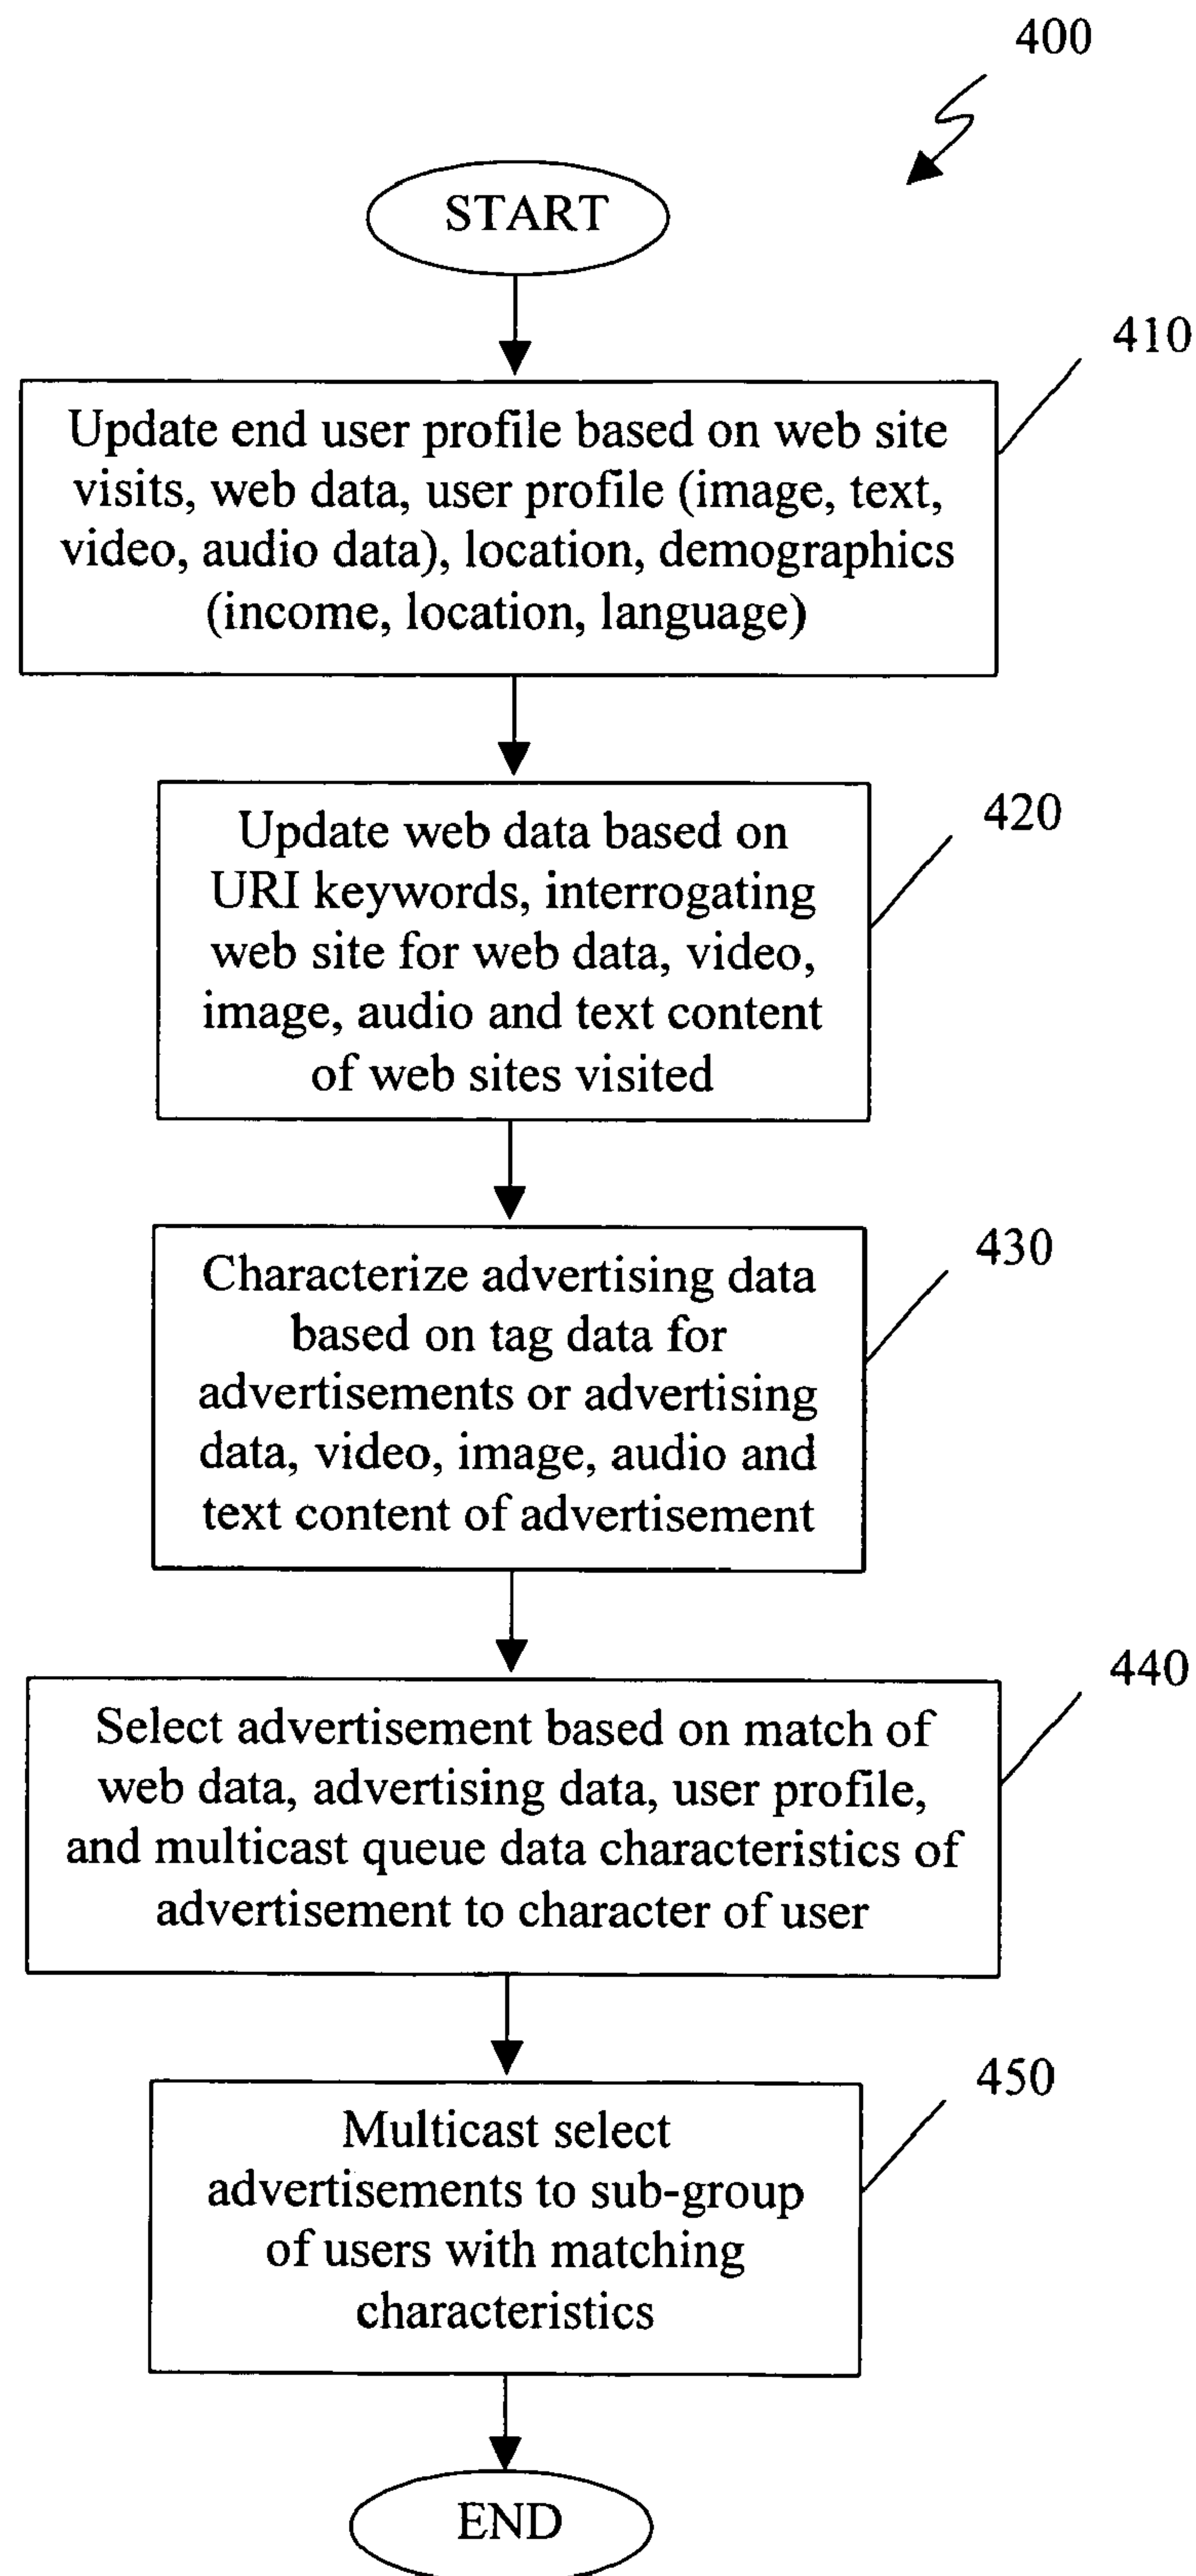 400
START
410
Update end user profile based on web site
visits, web data, user profile (image, text,
video, audio data), location, demographics
(income, location, language)
420
Update web data based on
URI keywords, interrogating
web site for web data, video,
image, audio and text content
of web sites visited
430
Characterize advertising data
based on tag data for
advertisements or advertising
data, video, image, audio and
text content of advertisement
440
Select advertisement based on match of
web data, advertising data, user profile,
and multicast queue data characteristics of
advertisement to character of user
450
Multicast select
advertisements to sub-group
of users with matching
characteristics
END